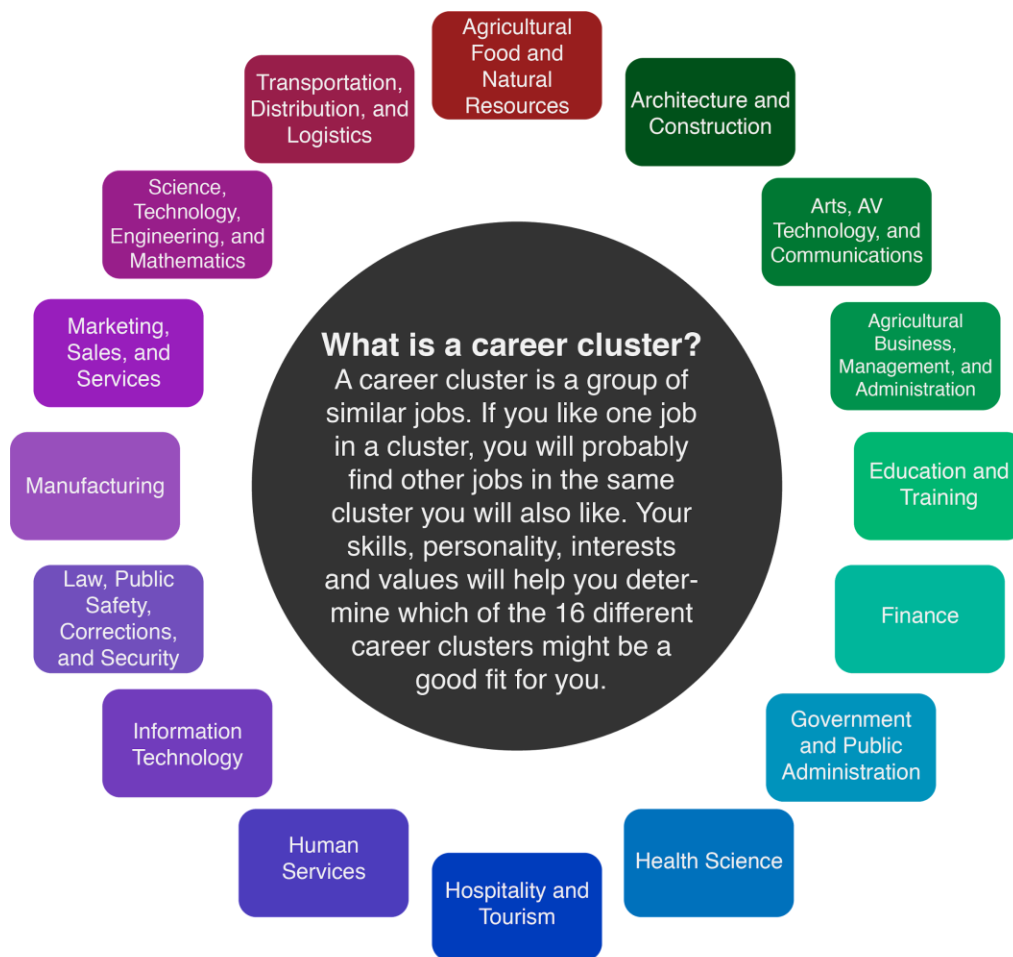 Agricultural
Food and
Natural
Resources
Architecture and
Construction
Arts, AV
Technology, and
Communications
Agricultural
Business,
Management, and
Administration
Education and
Training
Finance
Government
and Public
Administration
Health Science
Hospitality and
Tourism
Human
Services
Information
Technology
Law, Public
Safety,
Corrections,
and Security
Manufacturing
Marketing,
Sales, and
Services
Science,
Technology,
Engineering, and
Mathematics
Transportation,
Distribution, and
Logistics
What is a career cluster?
A career cluster is a group of
similar jobs. If you like one job
in a cluster, you will probably
find other jobs in the same
cluster you will also like. Your
skills, personality, interests
and values will help you deter-
mine which of the 16 different
career clusters might be a
good fit for you.